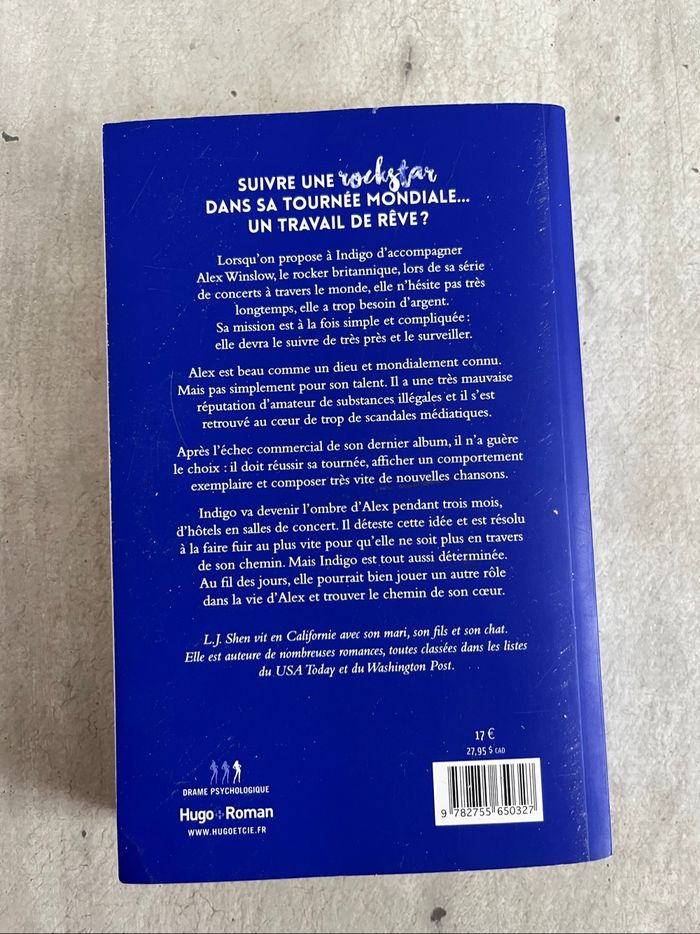 SUIVRE UNE rockstar
DANS SA TOURNÉE MONDIALE...
UN TRAVAIL DE RÊVE ?
Lorsqu'on propose à Indigo d'accompagner
Alex Winslow, le rocker britannique, lors de sa série
de concerts à travers le monde, elle n'hésite pas très
longtemps, elle a trop besoin d'argent.
Sa mission est à la fois simple et compliquée :
elle devra le suivre de très près et le surveiller.
Alex est beau comme un dieu et mondialement connu.
Mais pas simplement pour son talent. Il a une très mauvaise
réputation d'amateur de substances illégales et il s'est
retrouvé au cœur de trop de scandales médiatiques.
Après l'échec commercial de son dernier album, il n'a guère
le choix : il doit réussir sa tournée, afficher un comportement
exemplaire et composer très vite de nouvelles chansons.
Indigo va devenir l'ombre d'Alex pendant trois mois,
d'hôtels en salles de concert. Il déteste cette idée et est résolu
à la faire fuir au plus vite pour qu'elle ne soit plus en travers
de son chemin. Mais Indigo est tout aussi déterminée.
Au fil des jours, elle pourrait bien jouer un autre rôle
dans la vie d'Alex et trouver le chemin de son cœur.
L.J. Shen vit en Californie avec son mari, son fils et son chat.
Elle est auteure de nombreuses romances, toutes classées dans les listes
du USA Today et du Washington Post.
17 €
27,95 $ CAD
DRAME PSYCHOLOGIQUE
Hugo Roman
WWW.HUGOETCIE.FR
9 782755 650327